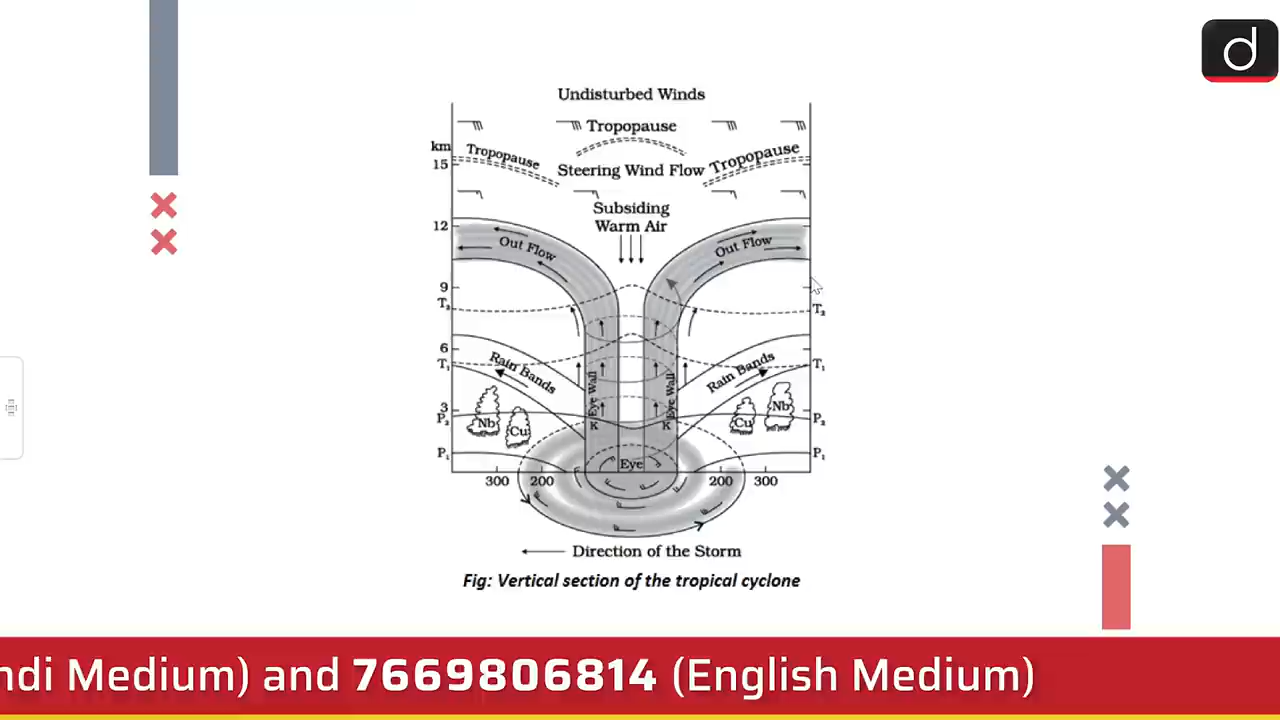 d
Undisturbed Winds
Tropopause
km
Tropopause
Tropopause
15
Steering Wind Flow
Subsiding
Warm Air
12
Out Flow
Out Flow
9
T₂
T₂
6
T₁
Rain Bands
Rain Bands
T₁
Eye Wall
Eye Wall
3
Nb
Nb
P₂
Cu
K
K
Cu
P₂
P₁
Eye
P₁
300
200
200
300
Direction of the Storm
Fig: Vertical section of the tropical cyclone
ndi Medium) and 7669806814 (English Medium)